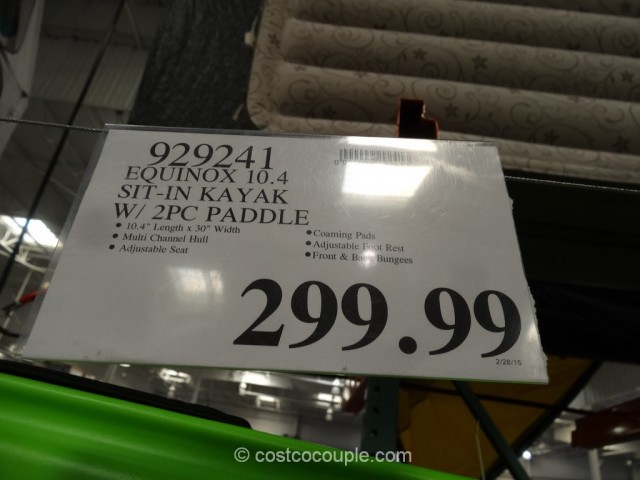 929241
EQUINOX 10.4
SIT-IN KAYAK
W/ 2PC PADDLE
• 10.4" Length x 30" Width
• Multi Channel Hull
• Adjustable Seat
• Coaming Pads
• Adjustable Foot Rest
• Front & Back Bungees
299.99
2/28/15
© costcocouple.com